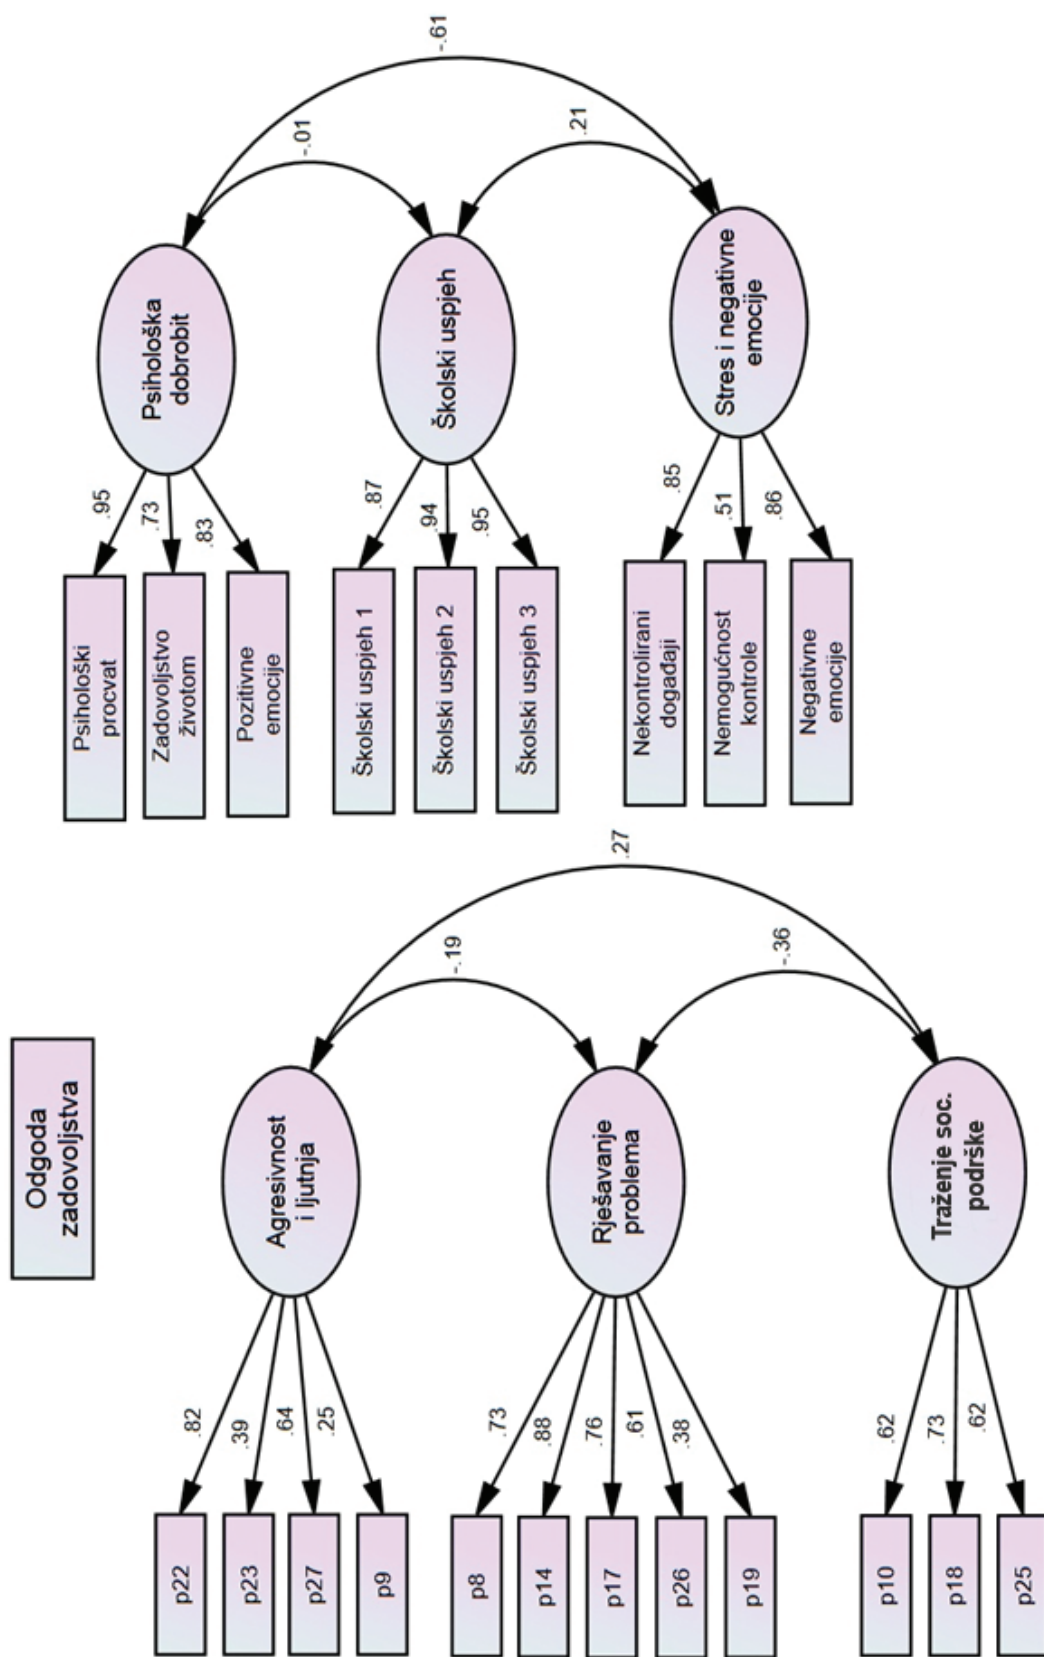 Odgoda
zadovoljstva
p22
p23
p27
p9
.82
.39
.64
.25
Agresivnost
i ljutnja
p8
p14
p17
p26
p19
.73
.88
.76
.61
.38
Rješavanje
problema
p10
p18
p25
.62
.73
.62
Traženje soc.
podrške
-.19
-.36
.27
Psihološki
procvat
Zadovoljstvo
životom
Pozitivne
emocije
.95
.73
.83
Psihološka
dobrobit
Školski uspjeh 1
Školski uspjeh 2
Školski uspjeh 3
.87
.94
.95
Školski uspjeh
Nekontrolirani
događaji
Nemogućnost
kontrole
Negativne
emocije
.85
.51
.86
Stres i negativne
emocije
-.01
.21
-.61